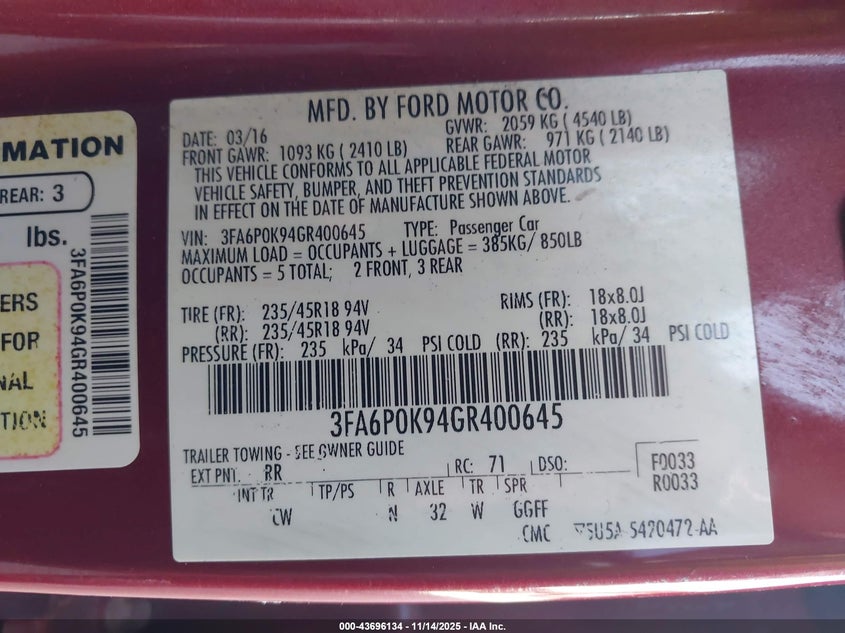 MFD. BY FORD MOTOR CO.
DATE: 03/16 GVWR: 2059 KG ( 4540 LB)
FRONT GAWR: 1093 KG ( 2410 LB) REAR GAWR: 971 KG ( 2140 LB)
THIS VEHICLE CONFORMS TO ALL APPLICABLE FEDERAL MOTOR
VEHICLE SAFETY, BUMPER, AND THEFT PREVENTION STANDARDS
IN EFFECT ON THE DATE OF MANUFACTURE SHOWN ABOVE.
VIN: 3FA6P0K94GR400645 TYPE: Passenger Car
MAXIMUM LOAD = OCCUPANTS + LUGGAGE = 385KG/ 850LB
OCCUPANTS = 5 TOTAL; 2 FRONT, 3 REAR
TIRE (FR): 235/45R18 94V RIMS (FR): 18x8.0J
(RR): 235/45R18 94V (RR): 18x8.0J
PRESSURE (FR): 235 kPa/ 34 PSI COLD (RR): 235 kPa/ 34 PSI COLD
3FA6P0K94GR400645
TRAILER TOWING - SEE OWNER GUIDE
EXT PNT: RR RC: 71 DSO: F0033
R0033
INT TR TP/PS R AXLE TR SPR
CW N 32 W GGFF
CMC 5420472-AA
MATION
REAR: 3
lbs.
3FA6P0K94GR400645
ERS
FOR
NAL
TION
000-43696134 | 11/14/2025 - IAA Inc.